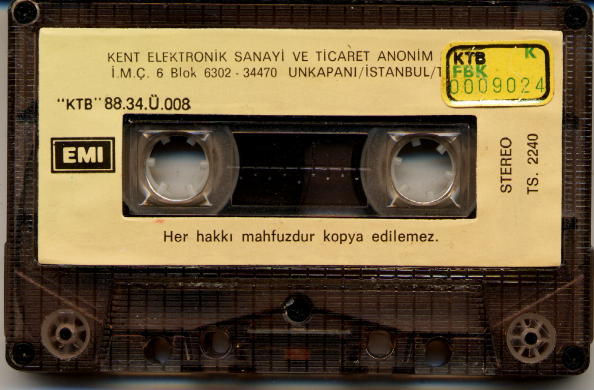 KENT ELEKTRONİK SANAYİ VE TİCARET ANONİM
İ.M.Ç. 6 Blok 6302 - 34470 UNKAPANI/İSTANBUL/T
KTB K
FBK
0009024
"KTB" 88.34.Ü.008
EMI
STEREO
TS. 2240
Her hakkı mahfuzdur kopya edilemez.